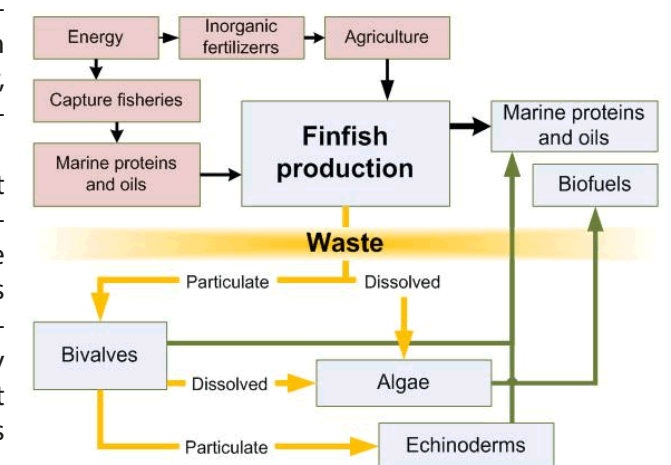 Energy
Inorganic
fertilizerrs
Agriculture
Capture fisheries
Marine proteins
and oils
Finfish
production
Marine proteins
and oils
Biofuels
Waste
Particulate
Dissolved
Bivalves
Dissolved
Algae
Particulate
Echinoderms